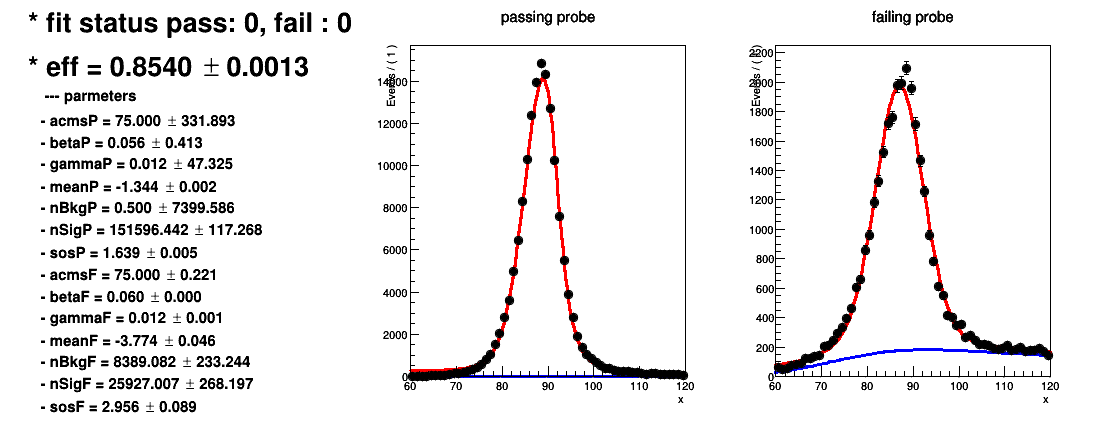 * fit status pass: 0, fail : 0
* eff = 0.8540 ± 0.0013
--- parmeters
- acmsP = 75.000 ± 331.893
- betaP = 0.056 ± 0.413
- gammaP = 0.012 ± 47.325
- meanP = -1.344 ± 0.002
- nBkgP = 0.500 ± 7399.586
- nSigP = 151596.442 ± 117.268
- sosP = 1.639 ± 0.005
- acmsF = 75.000 ± 0.221
- betaF = 0.060 ± 0.000
- gammaF = 0.012 ± 0.001
- meanF = -3.774 ± 0.046
- nBkgF = 8389.082 ± 233.244
- nSigF = 25927.007 ± 268.197
- sosF = 2.956 ± 0.089
passing probe
Events / ( 1 )
14000
12000
10000
8000
6000
4000
2000
0
60 70 80 90 100 110 120
x
failing probe
Events / ( 1 )
2200
2000
1800
1600
1400
1200
1000
800
600
400
200
0
60 70 80 90 100 110 120
x